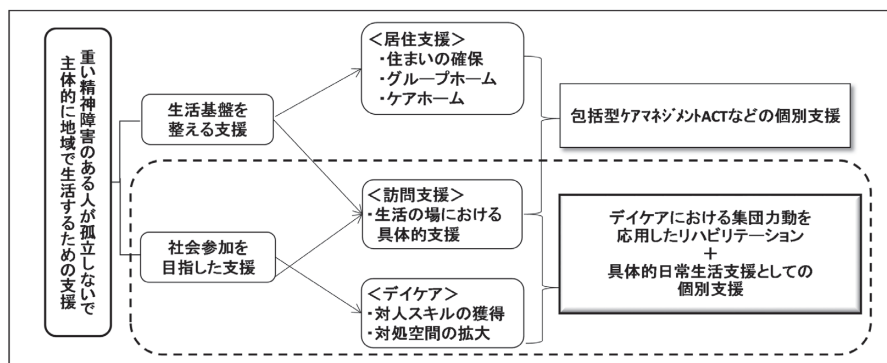 重い精神障害のある人が孤立しないで
主体的に地域で生活するための支援
生活基盤を
整える支援
社会参加を
目指した支援
＜居住支援＞
・住まいの確保
・グループホーム
・ケアホーム
＜訪問支援＞
・生活の場における
具体的支援
＜デイケア＞
・対人スキルの獲得
・対処空間の拡大
包括型ケアマネジメントACTなどの個別支援
デイケアにおける集団力動を
応用したリハビリテーション
＋
具体的日常生活支援としての
個別支援